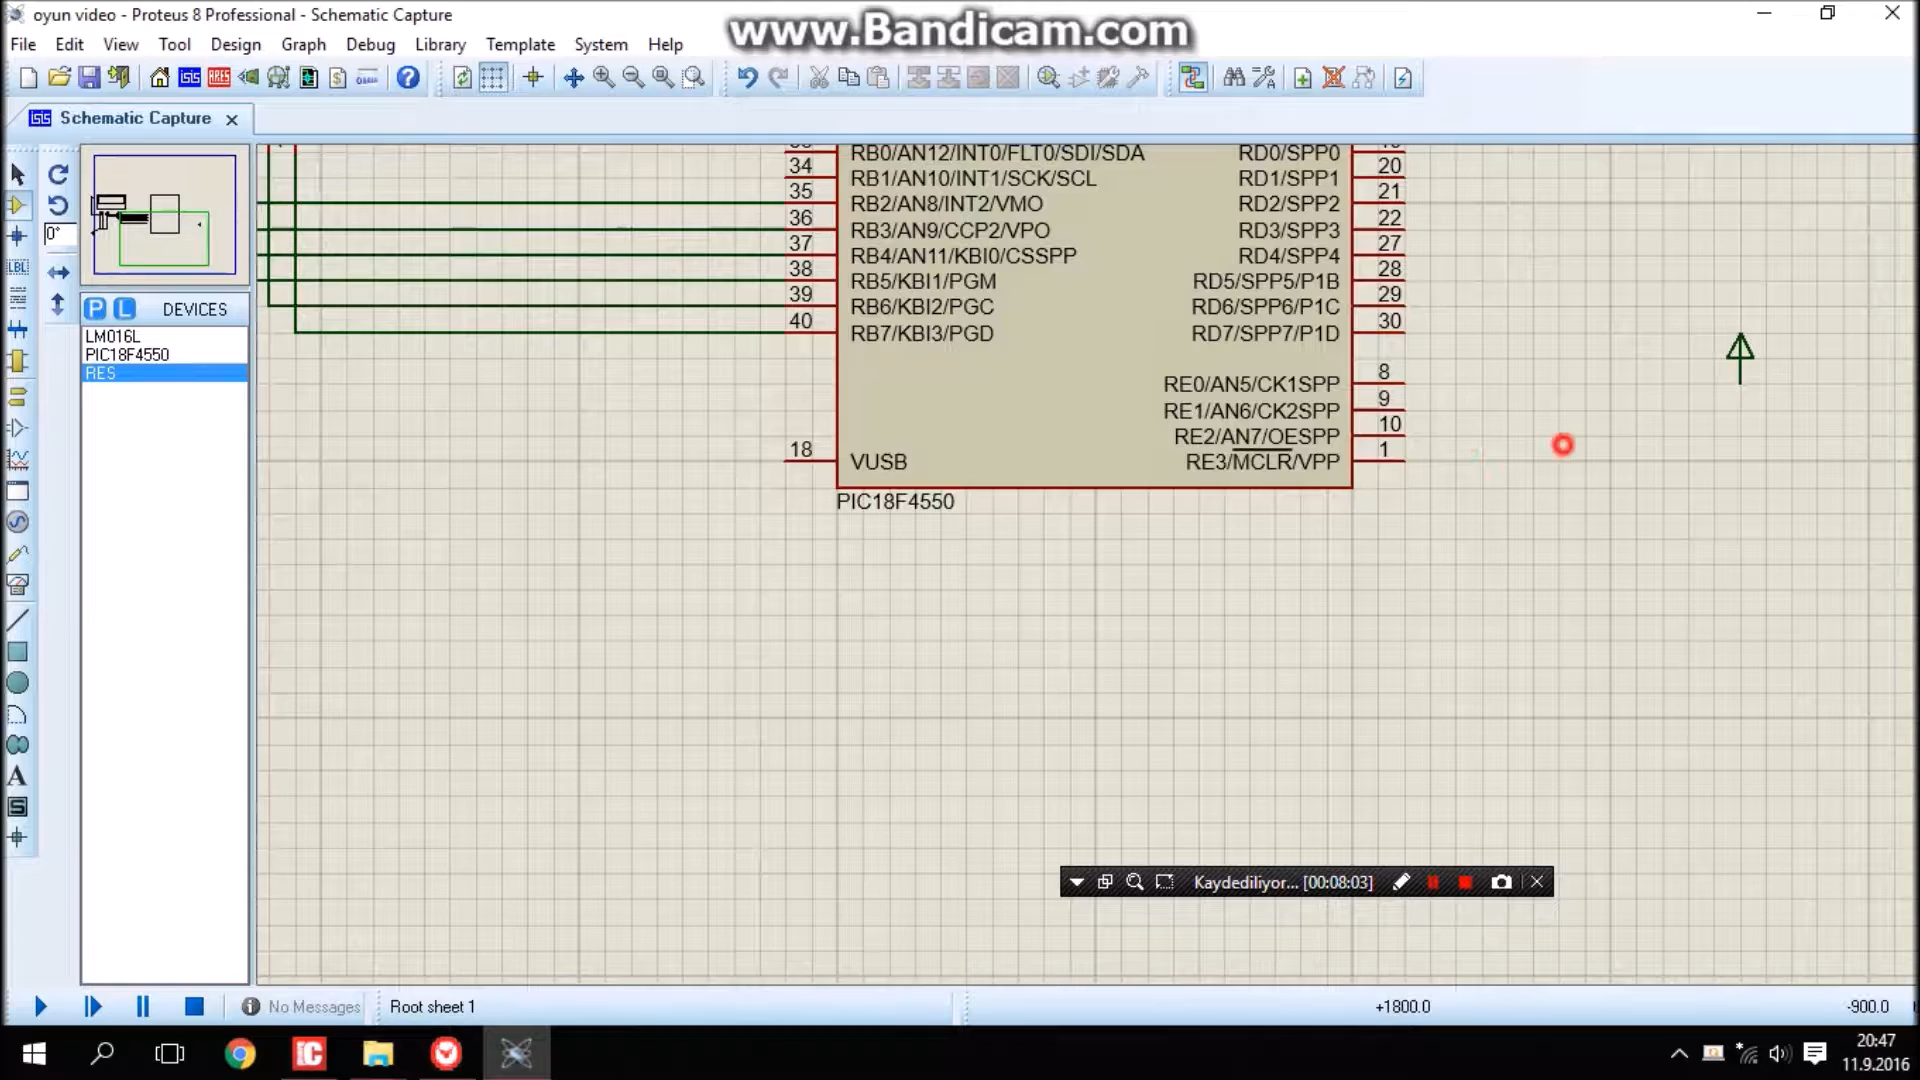 oyun video - Proteus 8 Professional - Schematic Capture
www.Bandicam.com
File Edit View Tool Design Graph Debug Library Template System Help
Schematic Capture
0°
LBL
P L DEVICES
LM016L
PIC18F4550
RES
RB0/AN12/INT0/FLT0/SDI/SDA RD0/SPP0
34 RB1/AN10/INT1/SCK/SCL RD1/SPP1 20
35 RB2/AN8/INT2/VMO RD2/SPP2 21
36 RB3/AN9/CCP2/VPO RD3/SPP3 22
37 RB4/AN11/KBI0/CSSPP RD4/SPP4 27
38 RB5/KBI1/PGM RD5/SPP5/P1B 28
39 RB6/KBI2/PGC RD6/SPP6/P1C 29
40 RB7/KBI3/PGD RD7/SPP7/P1D 30
RE0/AN5/CK1SPP 8
RE1/AN6/CK2SPP 9
RE2/AN7/OESPP 10
18 VUSB RE3/MCLR/VPP 1
PIC18F4550
Kaydediliyor... [00:08:03]
No Messages Root sheet 1 +1800.0 -900.0
20:47
11.9.2016